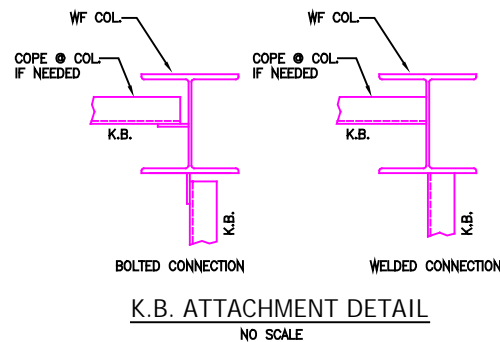 WF COL.
COPE @ COL.
IF NEEDED
K.B.
K.B.
BOLTED CONNECTION
WF COL.
COPE @ COL.
IF NEEDED
K.B.
K.B.
WELDED CONNECTION
K.B. ATTACHMENT DETAIL
NO SCALE